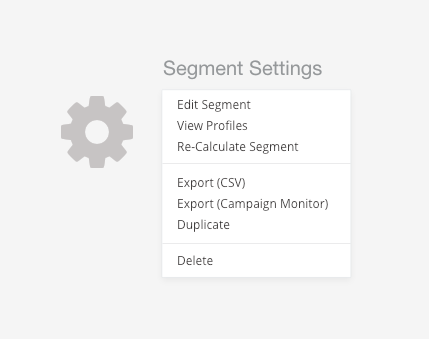 Segment Settings
Edit Segment
View Profiles
Re-Calculate Segment
Export (CSV)
Export (Campaign Monitor)
Duplicate
Delete